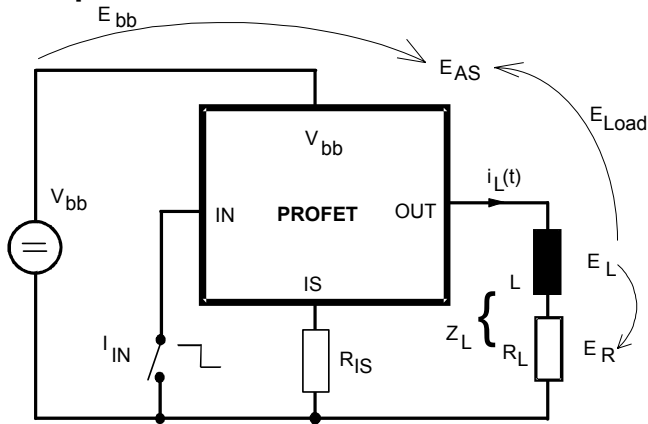 E bb
E AS
E Load
V bb
V bb
i L (t)
IN
PROFET
OUT
IS
L
E L
Z L {
R L
E R
I IN
R IS